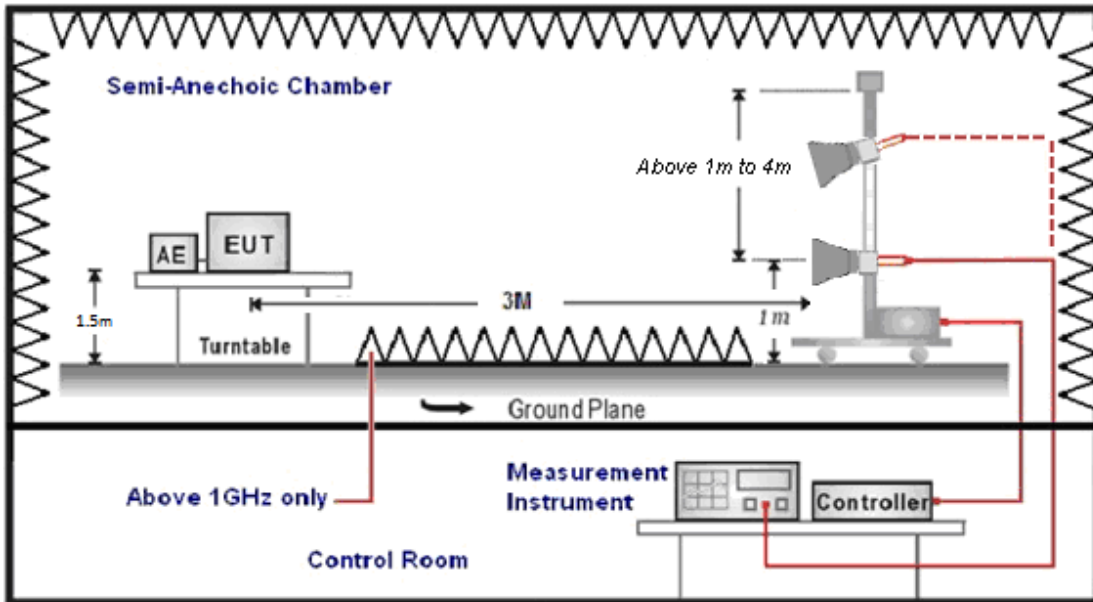 Semi-Anechoic Chamber
Above 1m to 4m
AE
EUT
3M
1m
1.5m
Turntable
Ground Plane
Above 1GHz only
Measurement
Instrument
Controller
Control Room